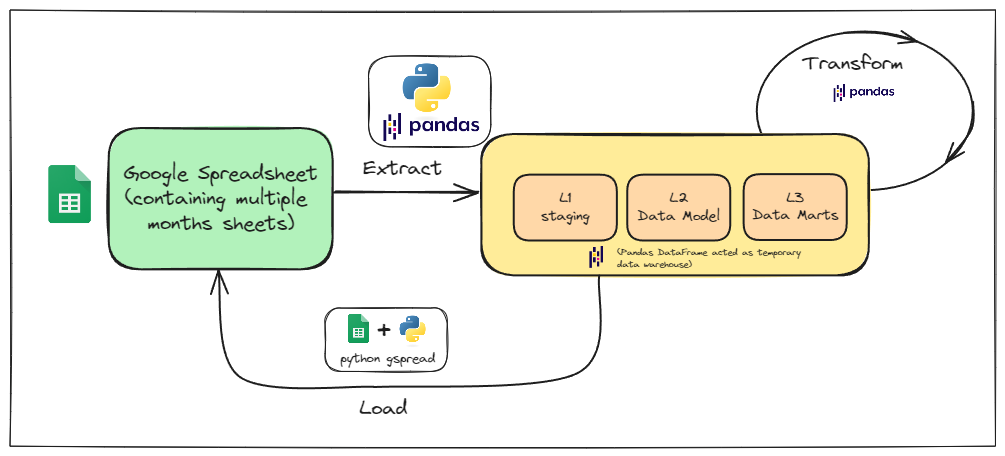 Transform
pandas
pandas
Extract
Google Spreadsheet
(containing multiple
months sheets)
L1
staging
L2
Data Model
L3
Data Marts
(Pandas DataFrame acted as temporary
data warehouse)
+
python gspread
Load